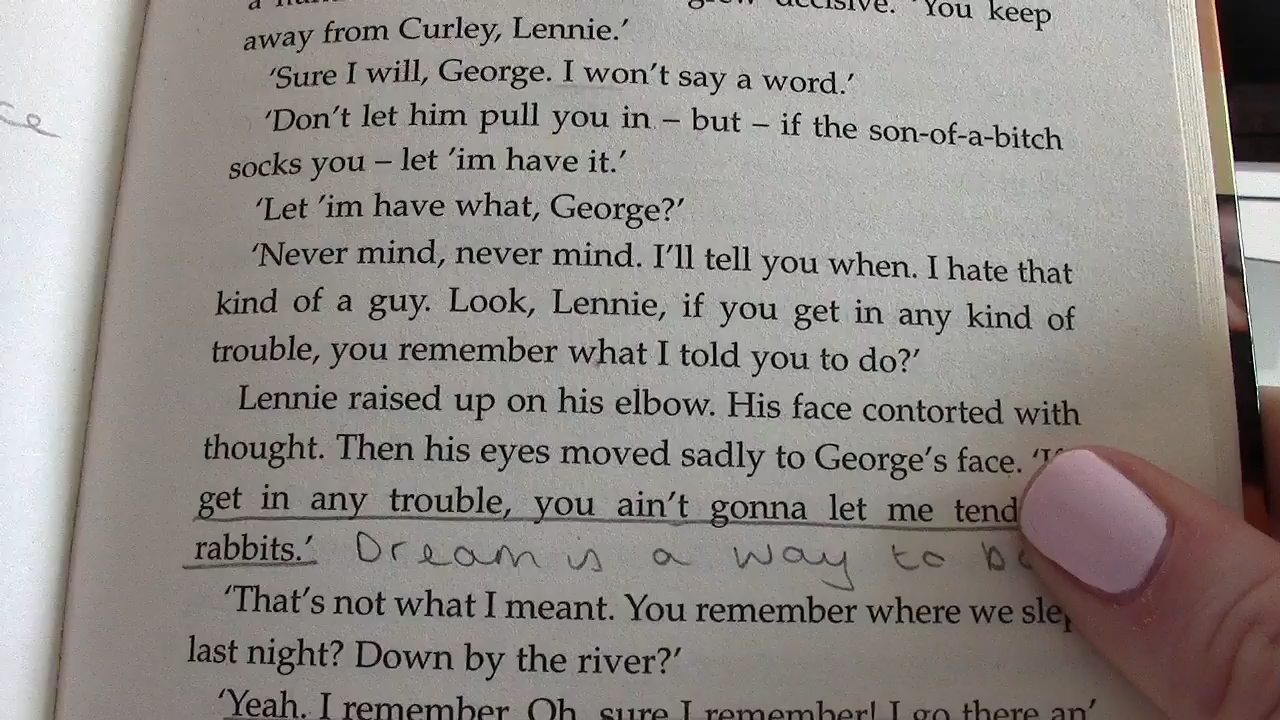 decisive. 'You keep
away from Curley, Lennie.'
'Sure I will, George. I won't say a word.'
'Don't let him pull you in – but – if the son-of-a-bitch
socks you – let 'im have it.'
'Let 'im have what, George?'
'Never mind, never mind. I'll tell you when. I hate that
kind of a guy. Look, Lennie, if you get in any kind of
trouble, you remember what I told you to do?'
Lennie raised up on his elbow. His face contorted with
thought. Then his eyes moved sadly to George's face.
get in any trouble, you ain't gonna let me tend
rabbits.' Dream is a way to
'That's not what I meant. You remember where we
last night? Down by the river?'
'Yeah. I remember. Oh, sure I remember! I go there an'